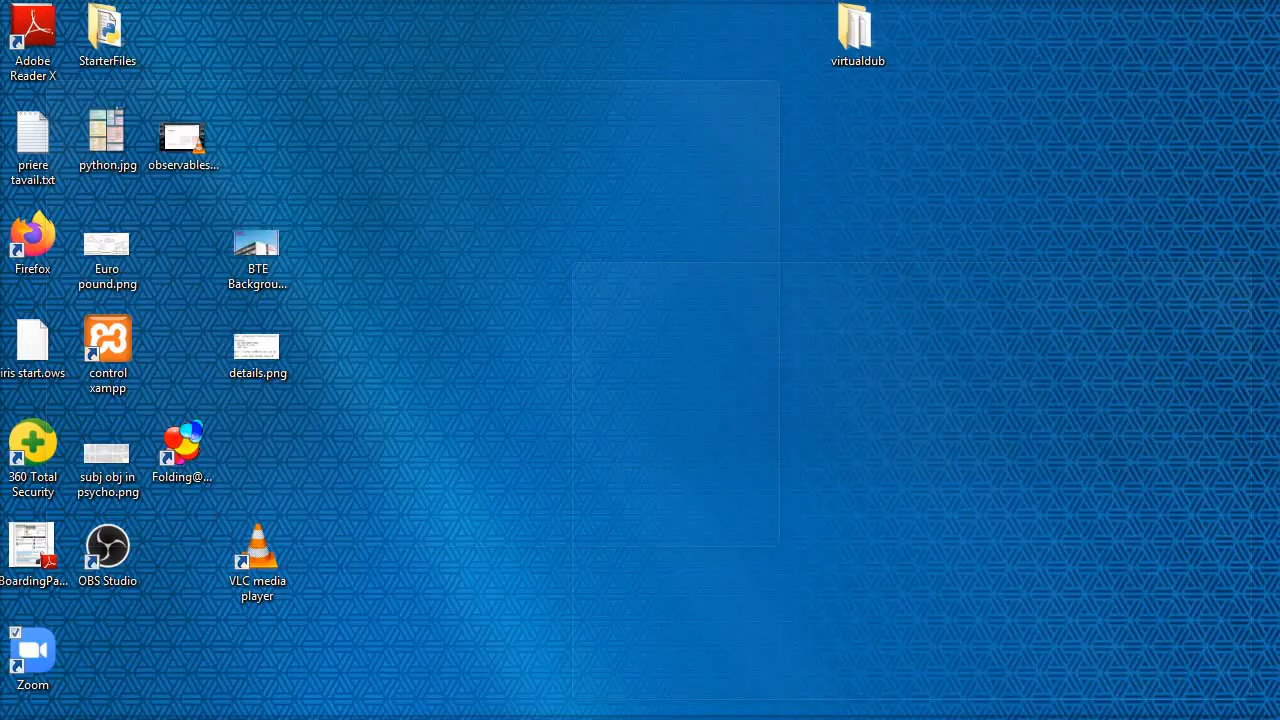 Adobe
Reader X
StarterFiles
virtualdub
priere
tavail.txt
python.jpg
observables...
Firefox
Euro
pound.png
BTE
Backgrou...
iris start.ows
control
xampp
details.png
360 Total
Security
subj obj in
psycho.png
Folding@...
BoardingPa...
OBS Studio
VLC media
player
Zoom